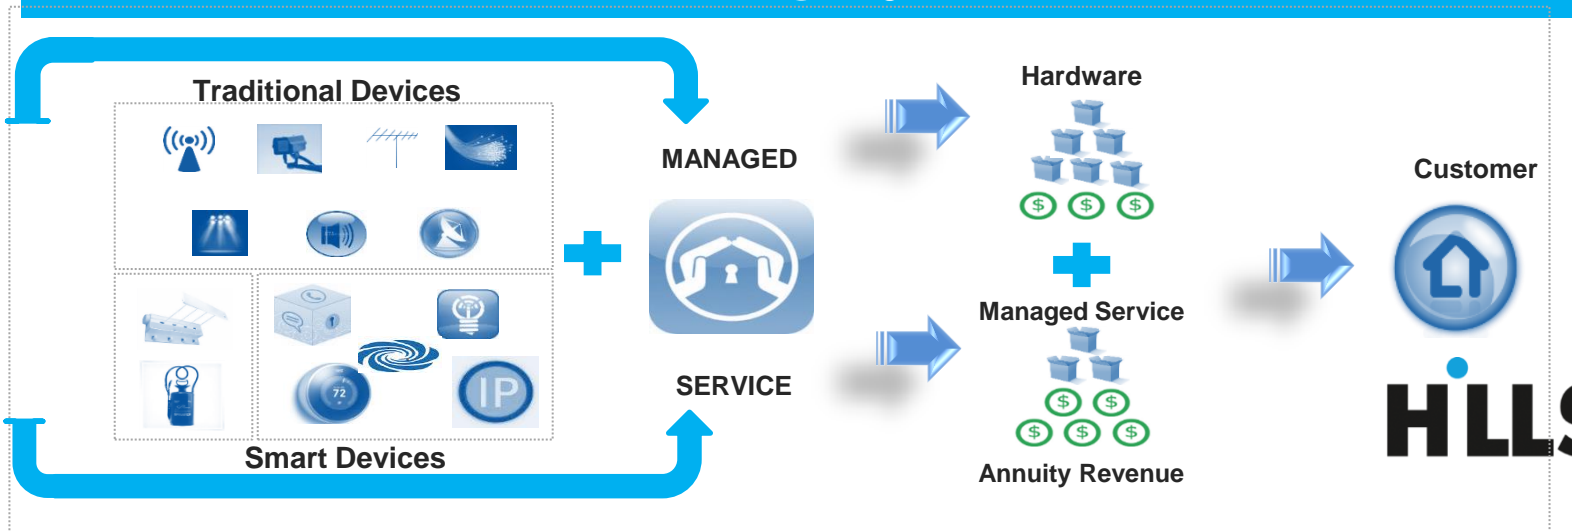 Traditional Devices
Smart Devices
72
IP
MANAGED
SERVICE
Hardware
$ $ $
Managed Service
$ $
$ $ $
Annuity Revenue
Customer
HILLS